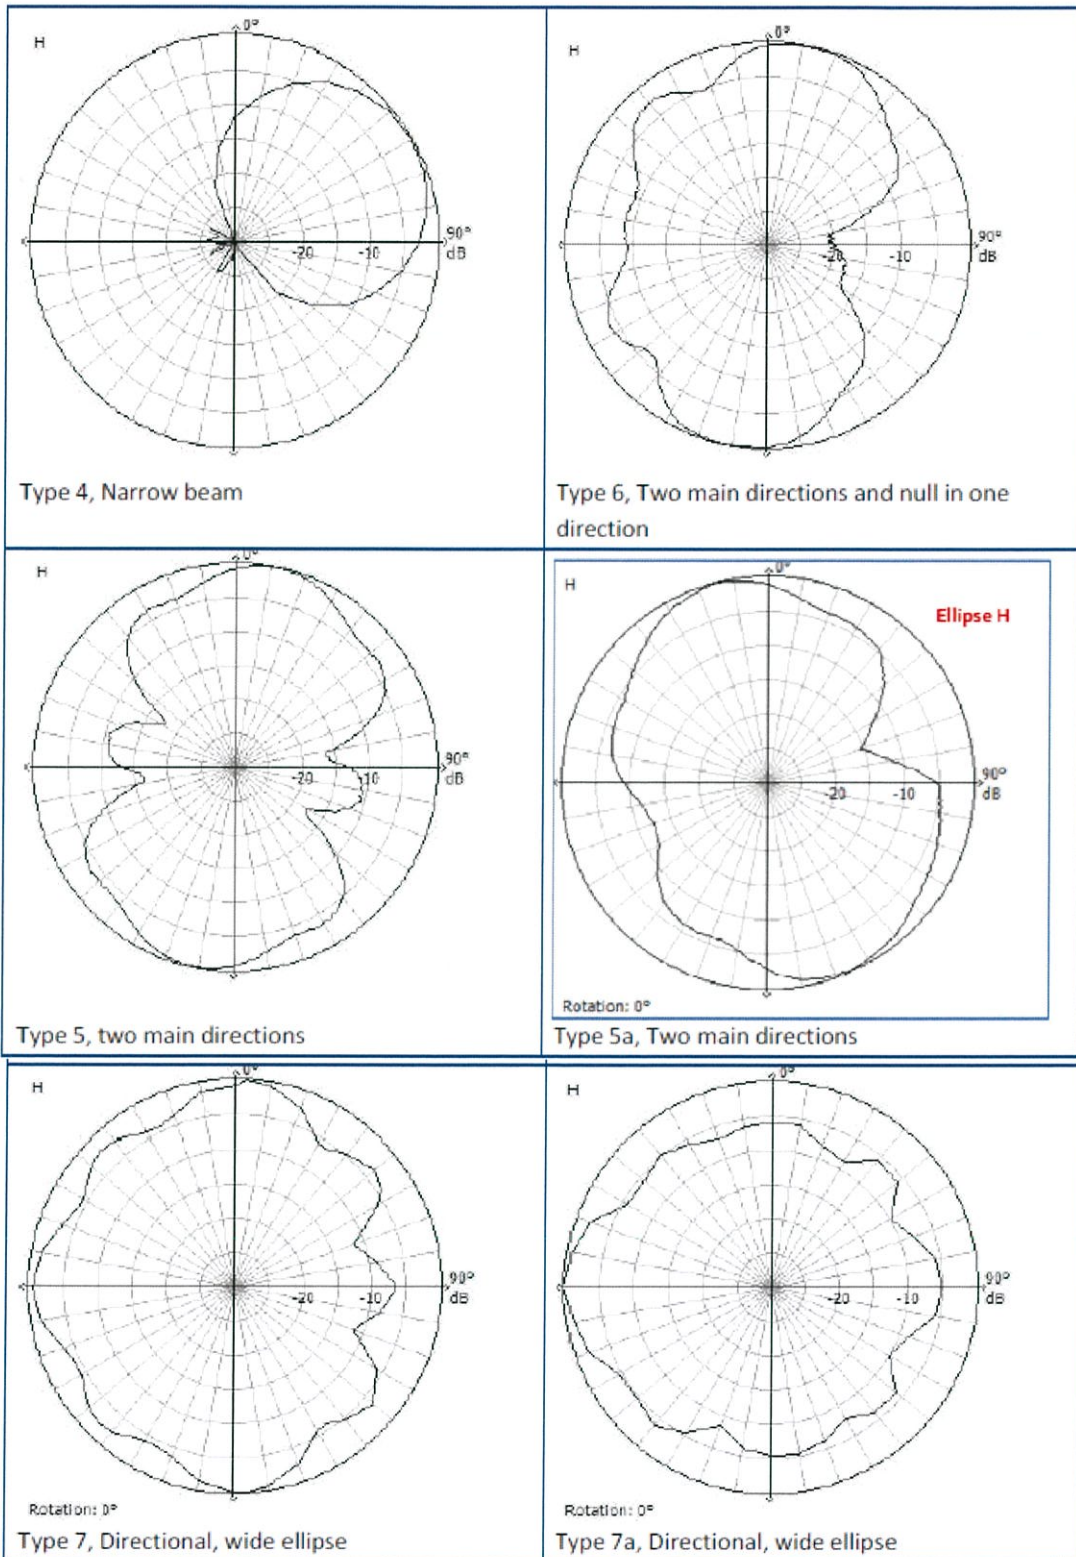 H
0°
90°
-20
-10
dB
Type 4, Narrow beam
H
0°
90°
-20
-10
dB
Type 6, Two main directions and null in one
direction
H
0°
90°
-20
-10
dB
Type 5, two main directions
H
0°
Ellipse H
90°
-20
-10
dB
Rotation: 0°
Type 5a, Two main directions
H
0°
90°
-20
-10
dB
Rotation: 0°
Type 7, Directional, wide ellipse
H
0°
90°
-20
-10
dB
Rotation: 0°
Type 7a, Directional, wide ellipse